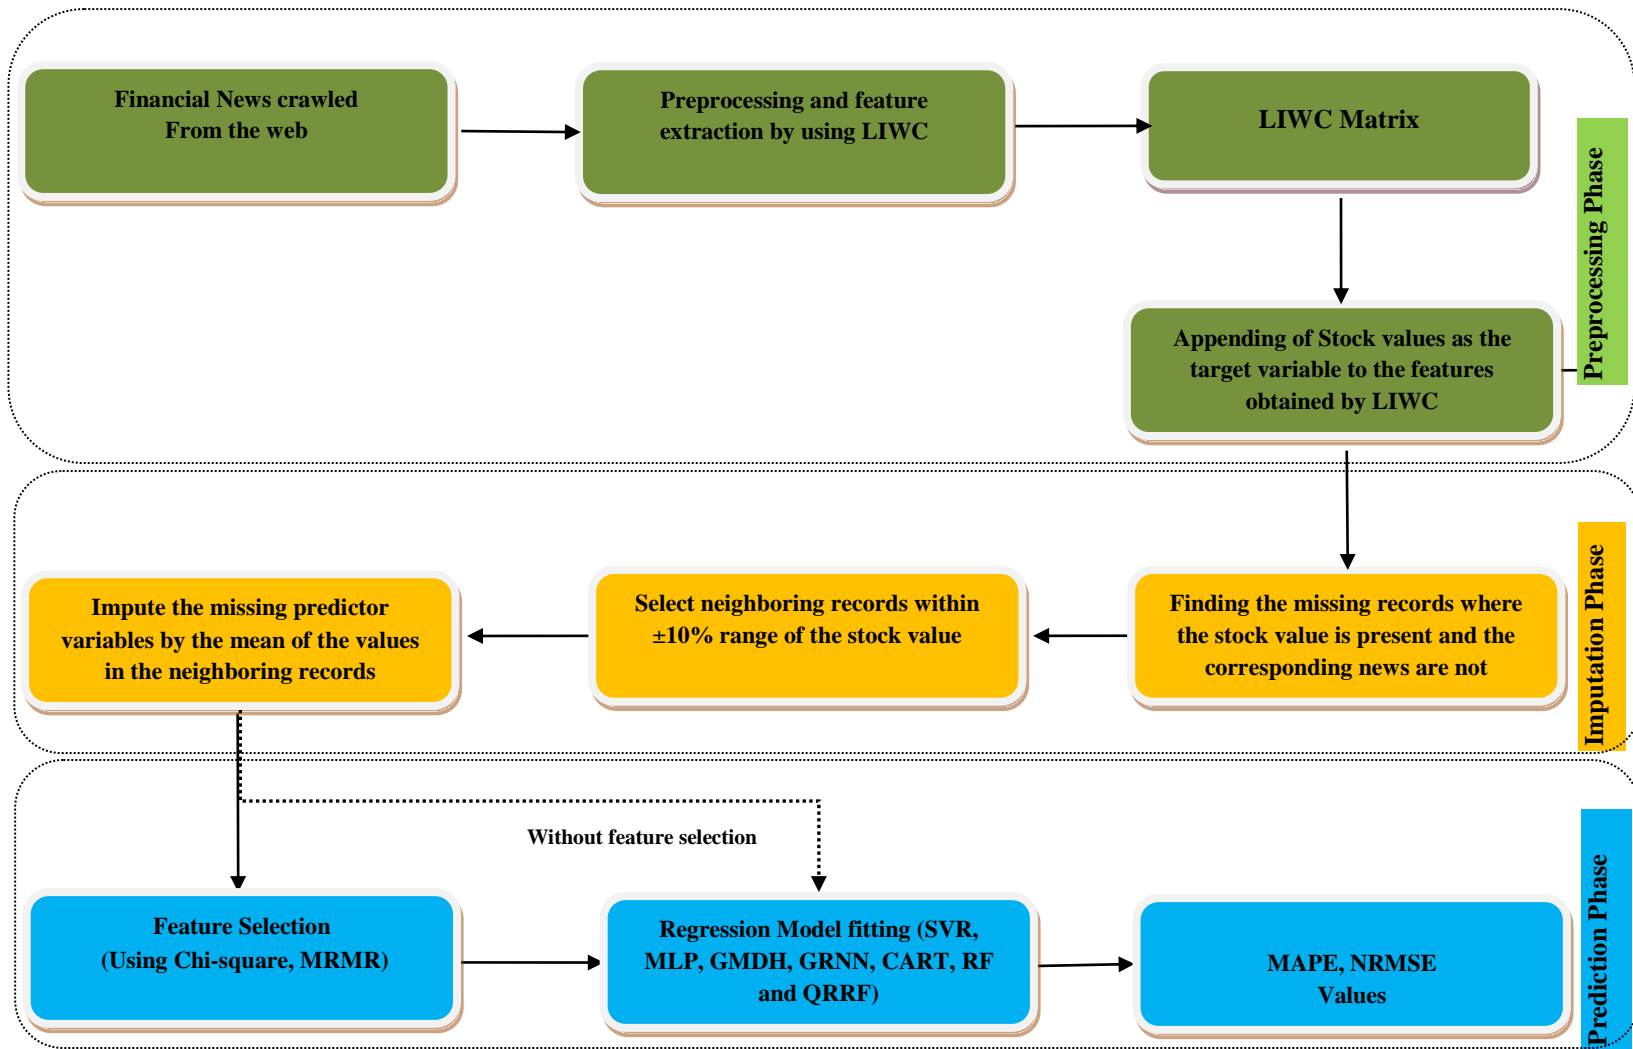 Financial News crawled
From the web
Preprocessing and feature
extraction by using LIWC
LIWC Matrix
Appending of Stock values as the
target variable to the features
obtained by LIWC
Preprocessing Phase
Finding the missing records where
the stock value is present and the
corresponding news are not
Select neighboring records within
±10% range of the stock value
Impute the missing predictor
variables by the mean of the values
in the neighboring records
Imputation Phase
Without feature selection
Feature Selection
(Using Chi-square, MRMR)
Regression Model fitting (SVR,
MLP, GMDH, GRNN, CART, RF
and QRRF)
MAPE, NRMSE
Values
Prediction Phase